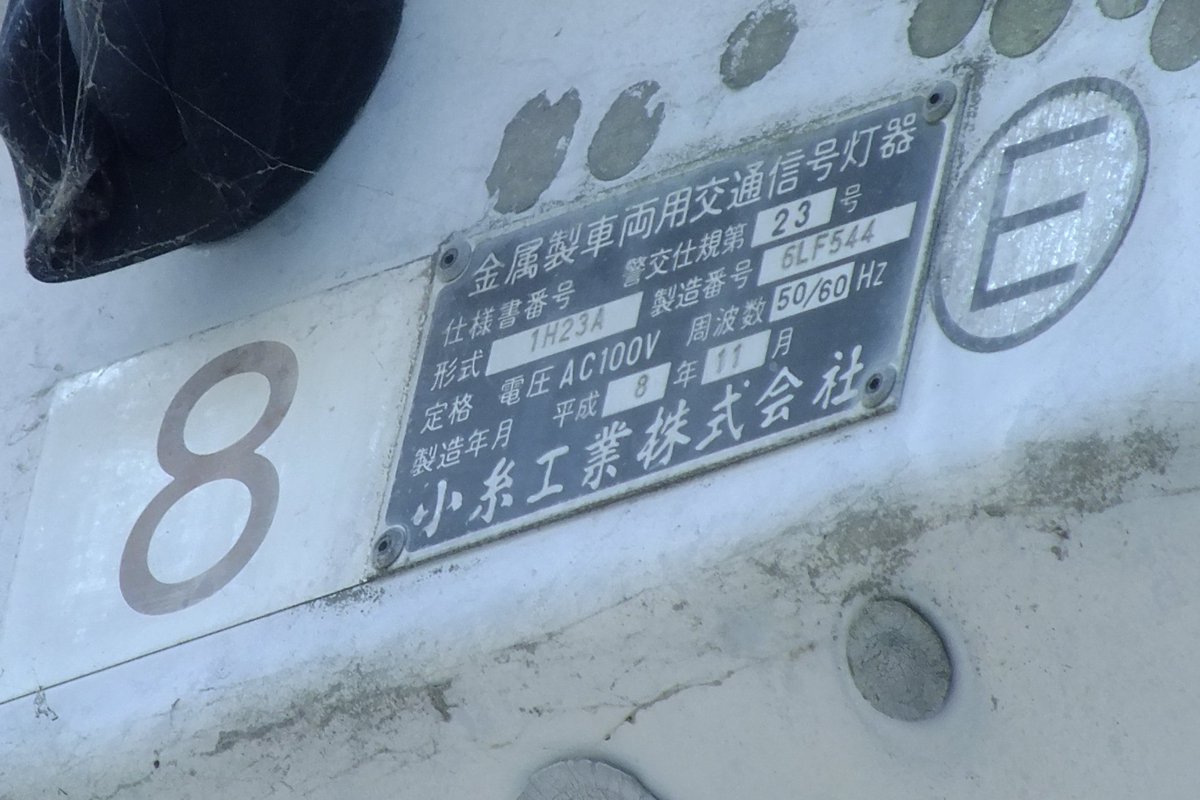 8
金属製車両用交通信号灯器
仕様書番号 警交仕規第 23 号
形式 1H23A 製造番号 6LF544
定格 電圧 AC100V 周波数 50/60 Hz
製造年月 平成 8 年 11 月
小糸工業株式会社
E